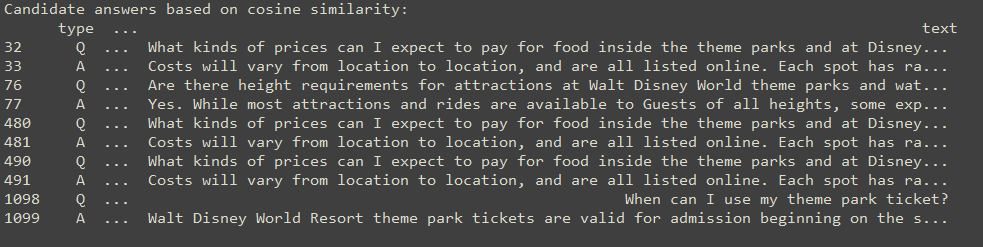 Candidate answers based on cosine similarity:
type ... text
32 Q ... What kinds of prices can I expect to pay for food inside the theme parks and at Disney...
33 A ... Costs will vary from location to location, and are all listed online. Each spot has ra...
76 Q ... Are there height requirements for attractions at Walt Disney World theme parks and wat...
77 A ... Yes. While most attractions and rides are available to Guests of all heights, some exp...
480 Q ... What kinds of prices can I expect to pay for food inside the theme parks and at Disney...
481 A ... Costs will vary from location to location, and are all listed online. Each spot has ra...
490 Q ... What kinds of prices can I expect to pay for food inside the theme parks and at Disney...
491 A ... Costs will vary from location to location, and are all listed online. Each spot has ra...
1098 Q ... When can I use my theme park ticket?
1099 A ... Walt Disney World Resort theme park tickets are valid for admission beginning on the s...